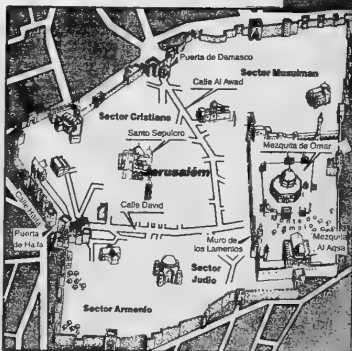 Puerta de Damasco
Calle Al Awad
Sector Musulman
Sector Cristiano
Santo Sepulcro
Mezquita de Omar
Jerusalém
Calle David
Puerta
de Haifa
Muro de
los Lamentos
Mezquita
Al Aqsa
Sector
Judío
Sector Armenio